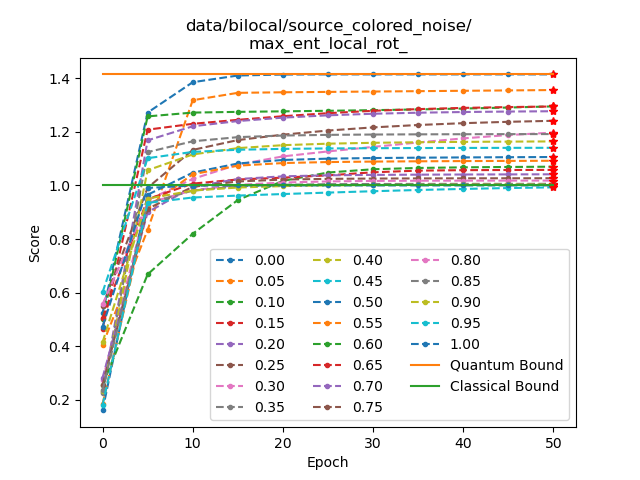 data/bilocal/source_colored_noise/
max_ent_local_rot_
Score
1.4
1.2
1.0
0.8
0.6
0.4
0.2
0.00 0.40 0.80
0.05 0.45 0.85
0.10 0.50 0.90
0.15 0.55 0.95
0.20 0.60 1.00
0.25 0.65 Quantum Bound
0.30 0.70 Classical Bound
0.35 0.75
0 10 20 30 40 50
Epoch